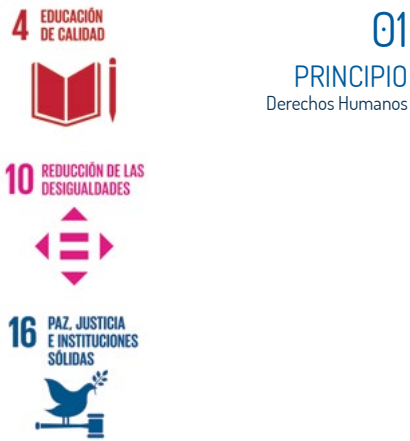 4 EDUCACIÓN
DE CALIDAD
01
PRINCIPIO
Derechos Humanos
10 REDUCCIÓN DE LAS
DESIGUALDADES
16 PAZ, JUSTICIA
E INSTITUCIONES
SÓLIDAS